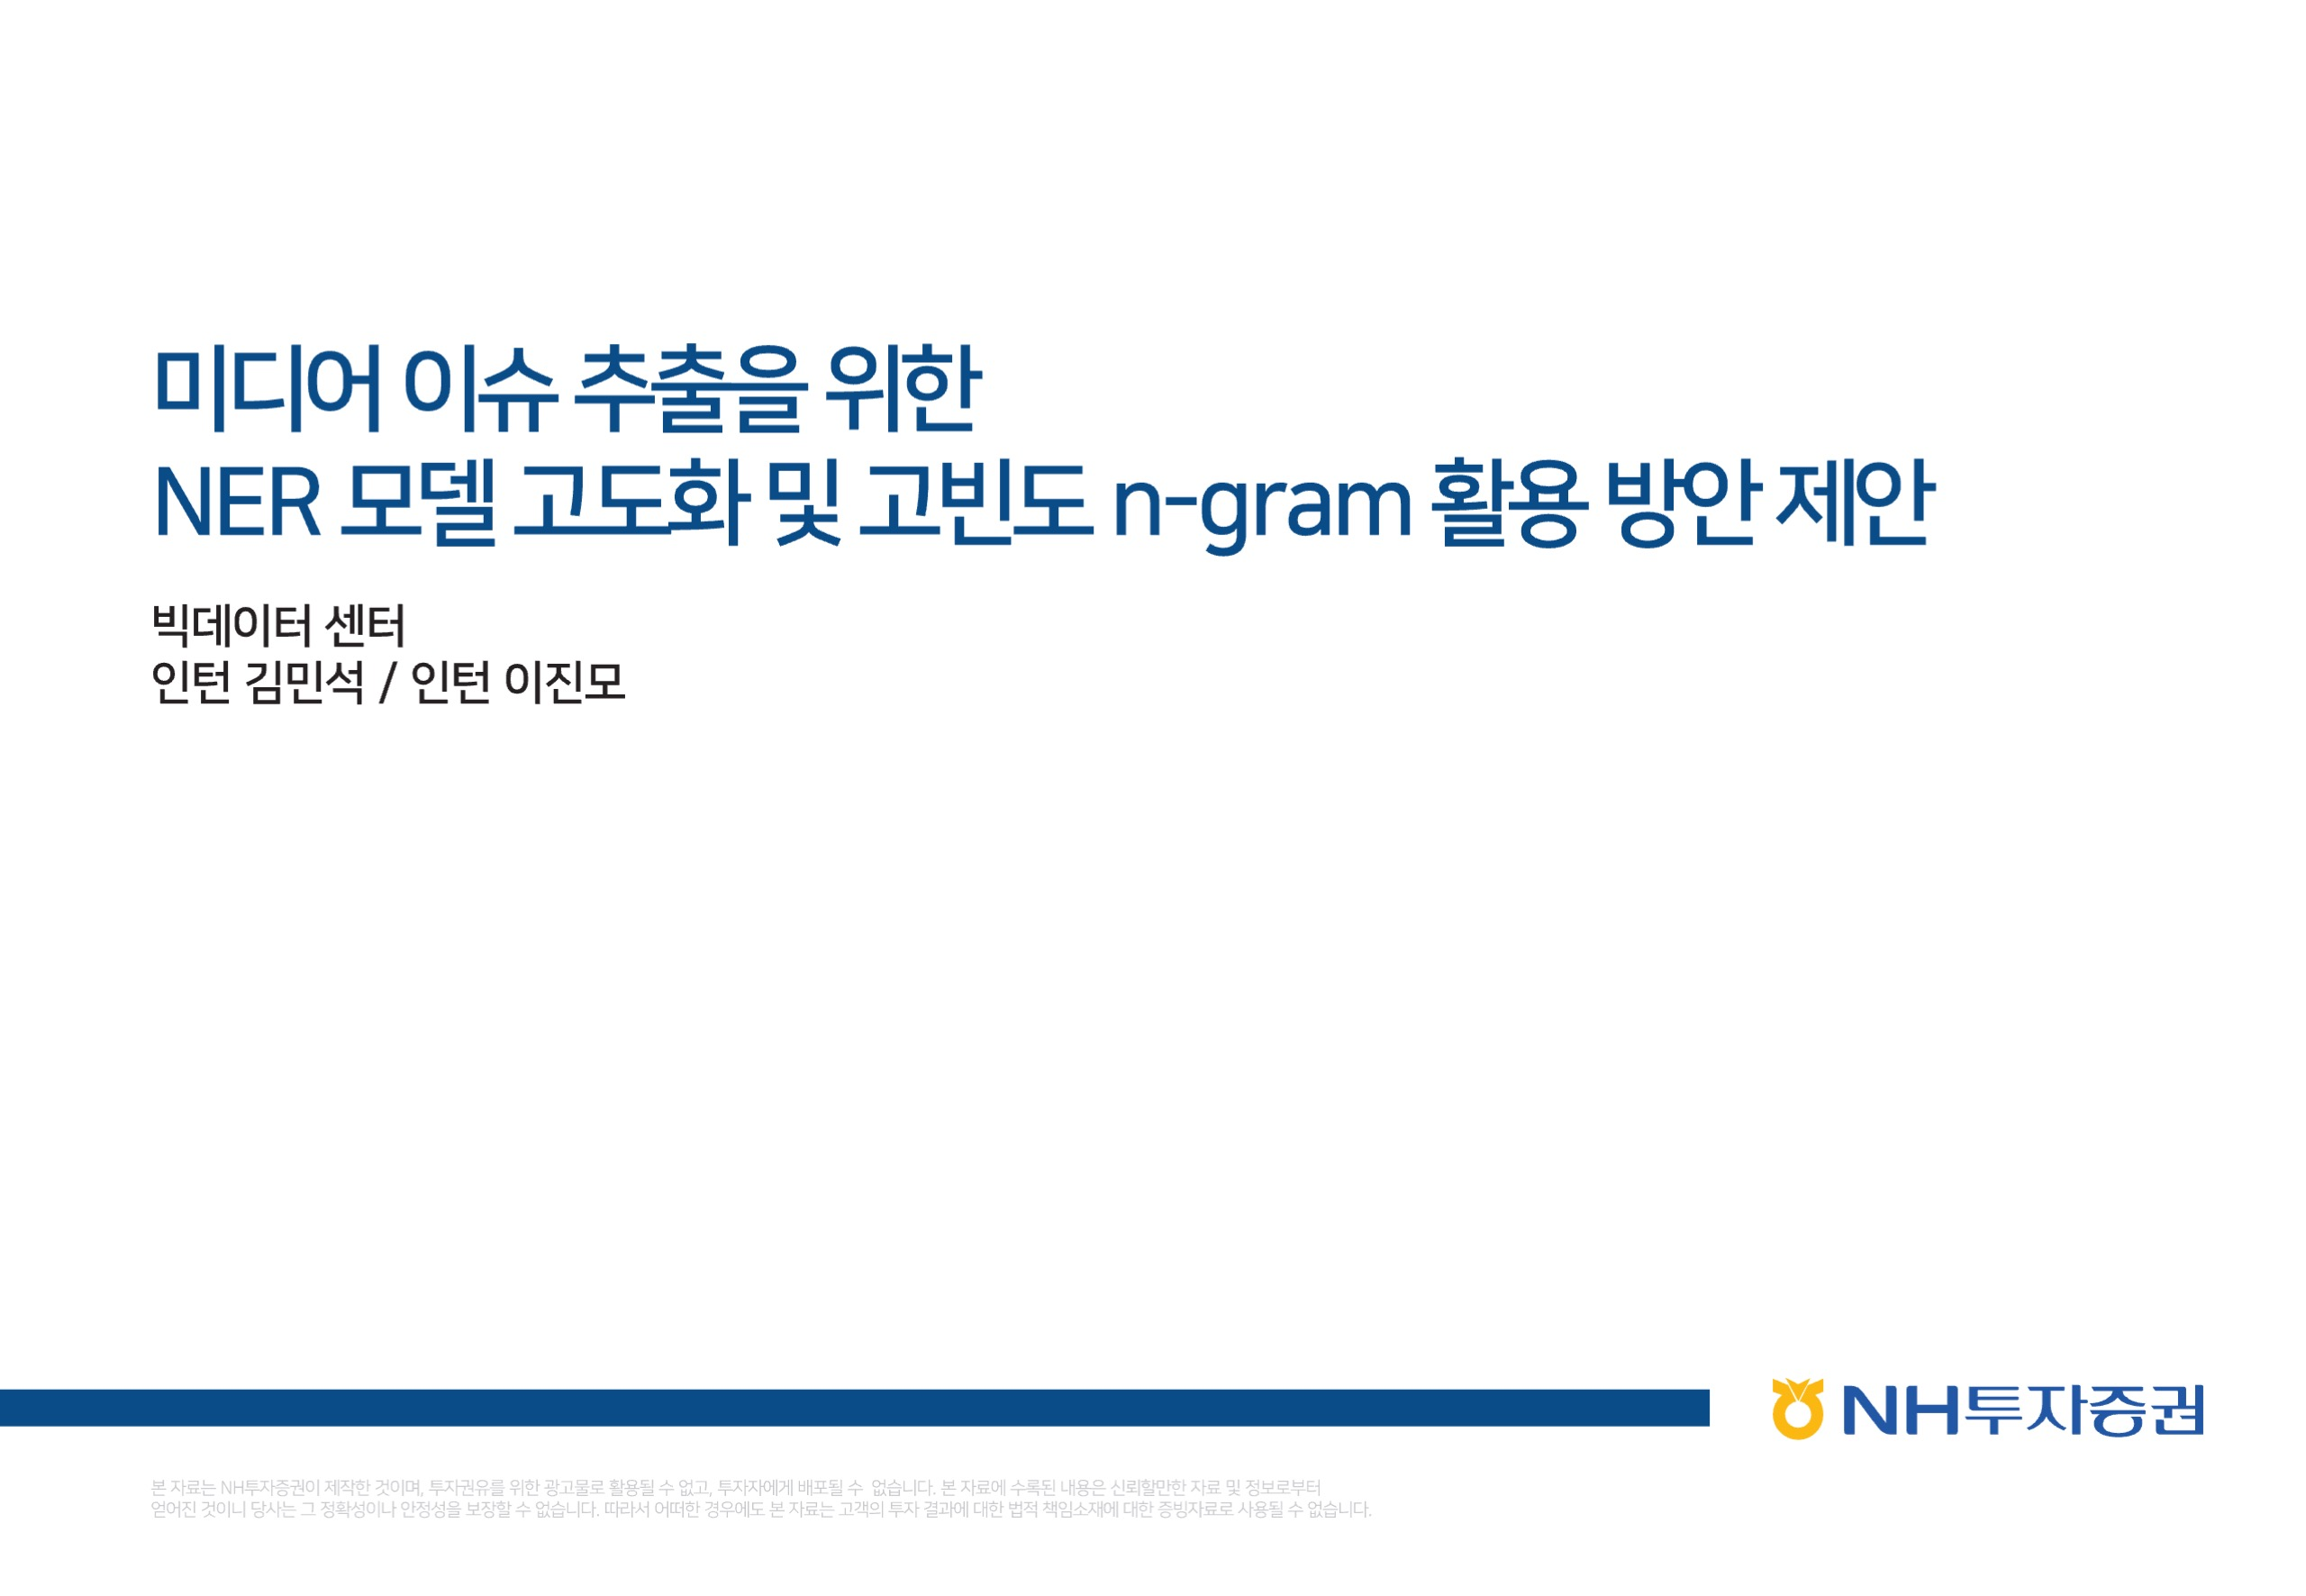 미디어 이슈 추출을 위한
NER 모델 고도화 및 고빈도 n-gram 활용 방안 제안
빅데이터 센터
인턴 김민석 / 인턴 이진모
NH투자증권
본 자료는 NH투자증권이 제작한 것이며, 투자권유를 위한 광고물로 활용될 수 없고, 투자자에게 배포될 수 없습니다. 본 자료에 수록된 내용은 신뢰할만한 자료 및 정보로부터
얻어진 것이니 당사는 그 정확성이나 안정성을 보장할 수 없습니다. 따라서 어떠한 경우에도 본 자료는 고객의 투자 결과에 대한 법적 책임소재에 대한 증빙자료로 사용될 수 없습니다.